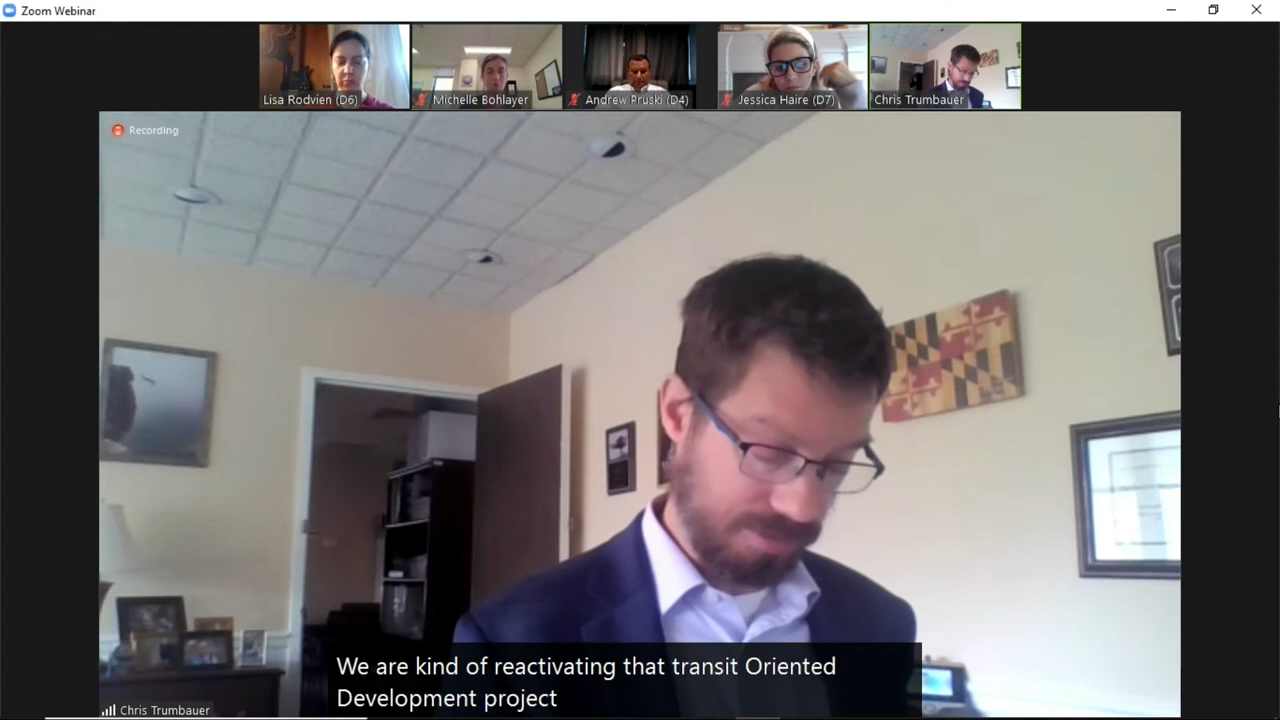 Zoom Webinar
Lisa Rodvien (D6)
Michelle Bohlayer
Andrew Pruski (D4)
Jessica Haire (D7)
Chris Trumbauer
Recording
We are kind of reactivating that transit Oriented
Development project
Chris Trumbauer